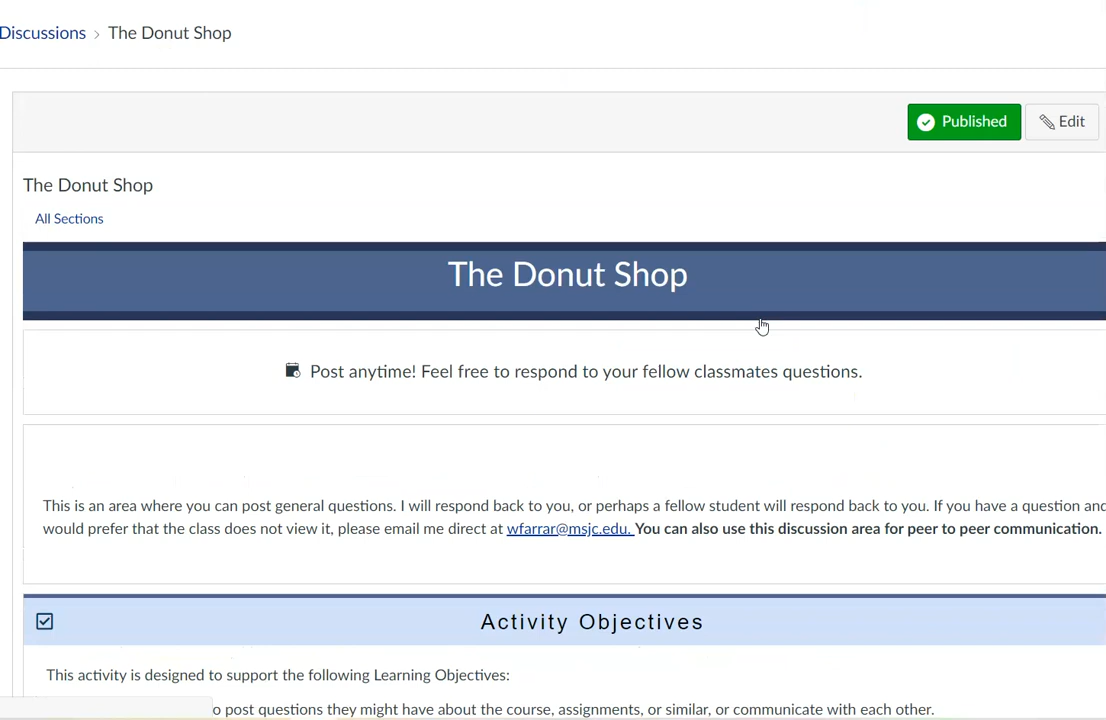 Discussions › The Donut Shop
Published
Edit
The Donut Shop
All Sections
The Donut Shop
Post anytime! Feel free to respond to your fellow classmates questions.
This is an area where you can post general questions. I will respond back to you, or perhaps a fellow student will respond back to you. If you have a question and
would prefer that the class does not view it, please email me direct at wfarrar@msjc.edu. You can also use this discussion area for peer to peer communication.
Activity Objectives
This activity is designed to support the following Learning Objectives:
o post questions they might have about the course, assignments, or similar, or communicate with each other.